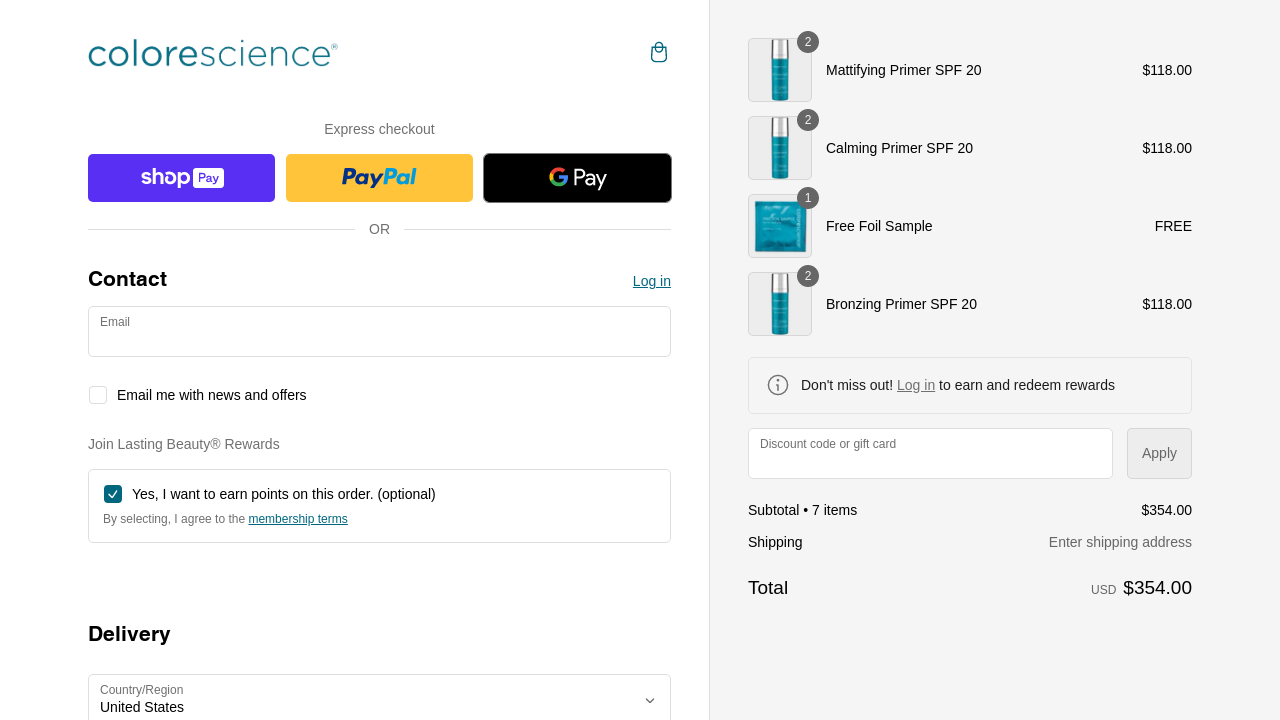 colorescience®
Express checkout
shop Pay
PayPal
G Pay
OR
Contact
Log in
Email
Email me with news and offers
Join Lasting Beauty® Rewards
Yes, I want to earn points on this order. (optional)
By selecting, I agree to the membership terms
Delivery
Country/Region
United States
2
Mattifying Primer SPF 20
$118.00
2
Calming Primer SPF 20
$118.00
1
Free Foil Sample
FREE
2
Bronzing Primer SPF 20
$118.00
Don't miss out! Log in to earn and redeem rewards
Discount code or gift card
Apply
Subtotal • 7 items
$354.00
Shipping
Enter shipping address
Total
USD $354.00